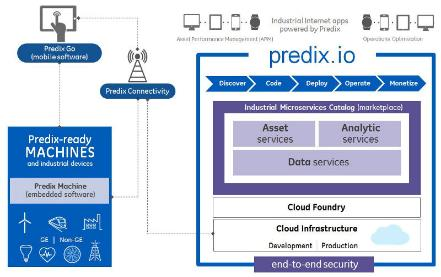 Predix Go
(mobile software)
Predix Connectivity
Predix-ready
MACHINES
and industrial devices
Predix Machine
(embedded software)
GE | Non-GE
Industrial Internet apps
powered by Predix
Asset Performance Management (APM)
Operations Optimization
predix.io
Discover
Code
Deploy
Operate
Monetize
Industrial Microservices Catalog (marketplace)
Asset
services
Analytic
services
Data services
Cloud Foundry
Cloud Infrastructure
Development | Production
end-to-end security